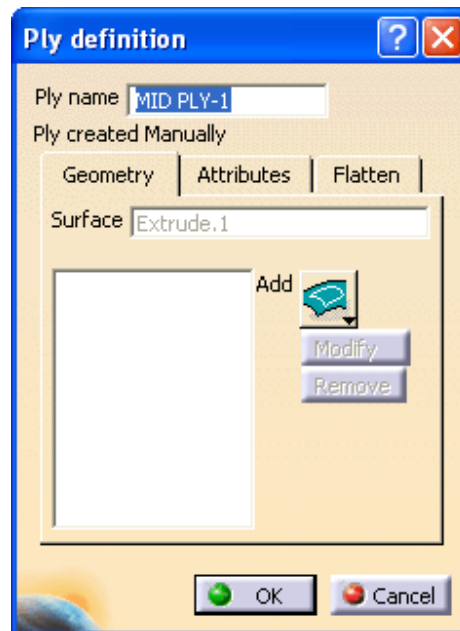 Ply definition
Ply name MID PLY-1
Ply created Manually
Geometry Attributes Flatten
Surface Extrude.1
Add
Modify
Remove
OK Cancel